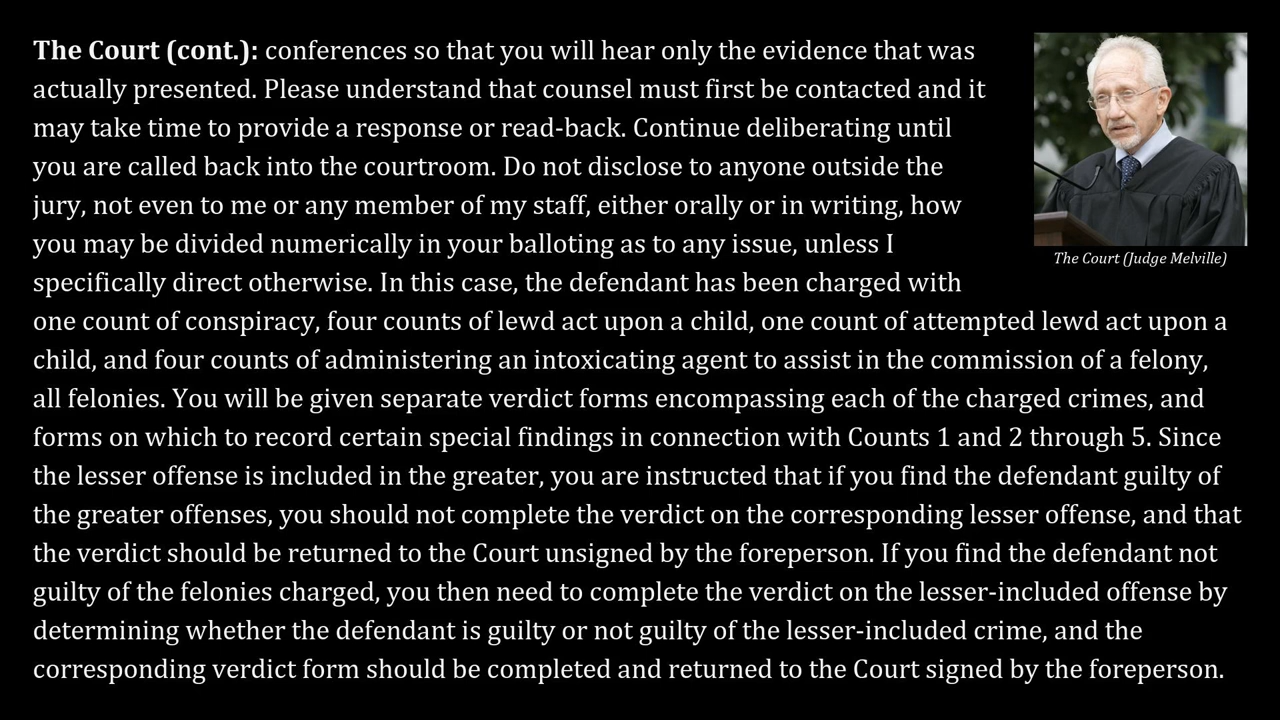 The Court (cont.): conferences so that you will hear only the evidence that was
actually presented. Please understand that counsel must first be contacted and it
may take time to provide a response or read-back. Continue deliberating until
you are called back into the courtroom. Do not disclose to anyone outside the
jury, not even to me or any member of my staff, either orally or in writing, how
you may be divided numerically in your balloting as to any issue, unless I
specifically direct otherwise. In this case, the defendant has been charged with
one count of conspiracy, four counts of lewd act upon a child, one count of attempted lewd act upon a
child, and four counts of administering an intoxicating agent to assist in the commission of a felony,
all felonies. You will be given separate verdict forms encompassing each of the charged crimes, and
forms on which to record certain special findings in connection with Counts 1 and 2 through 5. Since
the lesser offense is included in the greater, you are instructed that if you find the defendant guilty of
the greater offenses, you should not complete the verdict on the corresponding lesser offense, and that
the verdict should be returned to the Court unsigned by the foreperson. If you find the defendant not
guilty of the felonies charged, you then need to complete the verdict on the lesser-included offense by
determining whether the defendant is guilty or not guilty of the lesser-included crime, and the
corresponding verdict form should be completed and returned to the Court signed by the foreperson.
The Court (Judge Melville)